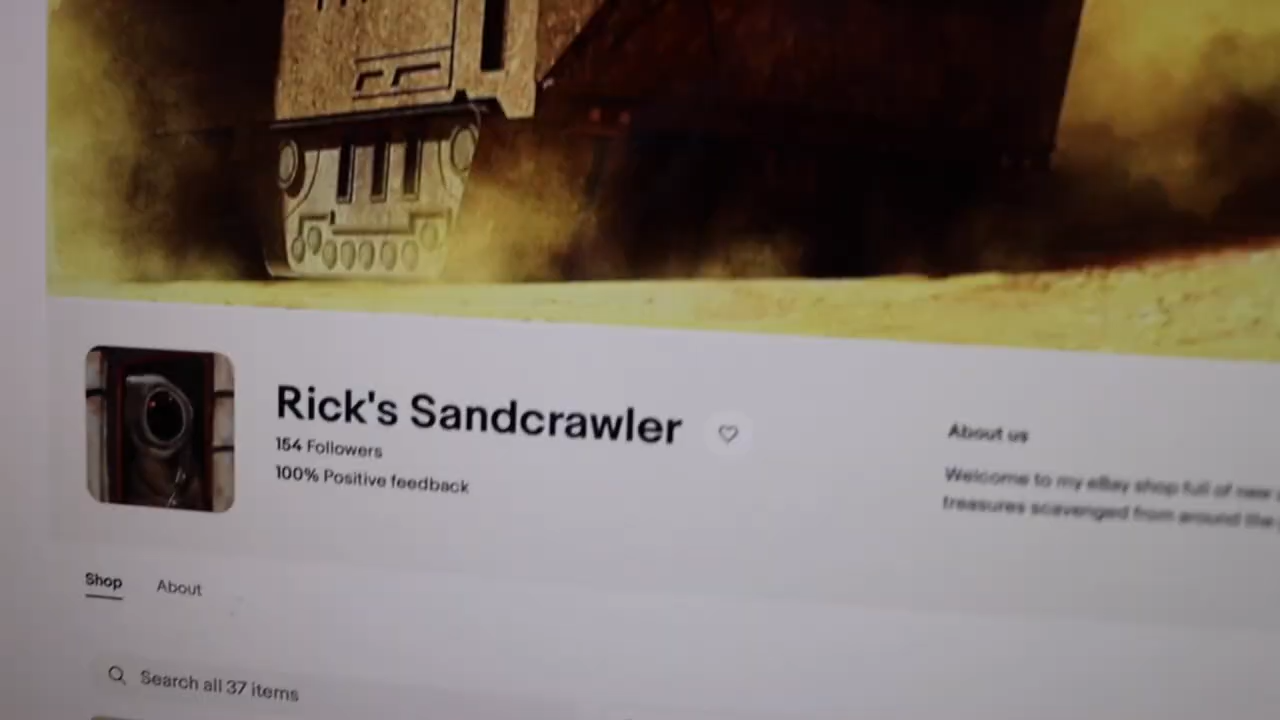 Rick's Sandcrawler
154 Followers
100% Positive feedback
About us
Welcome to my eBay shop full of new
treasures scavenged from around the
Shop
About
Search all 37 items